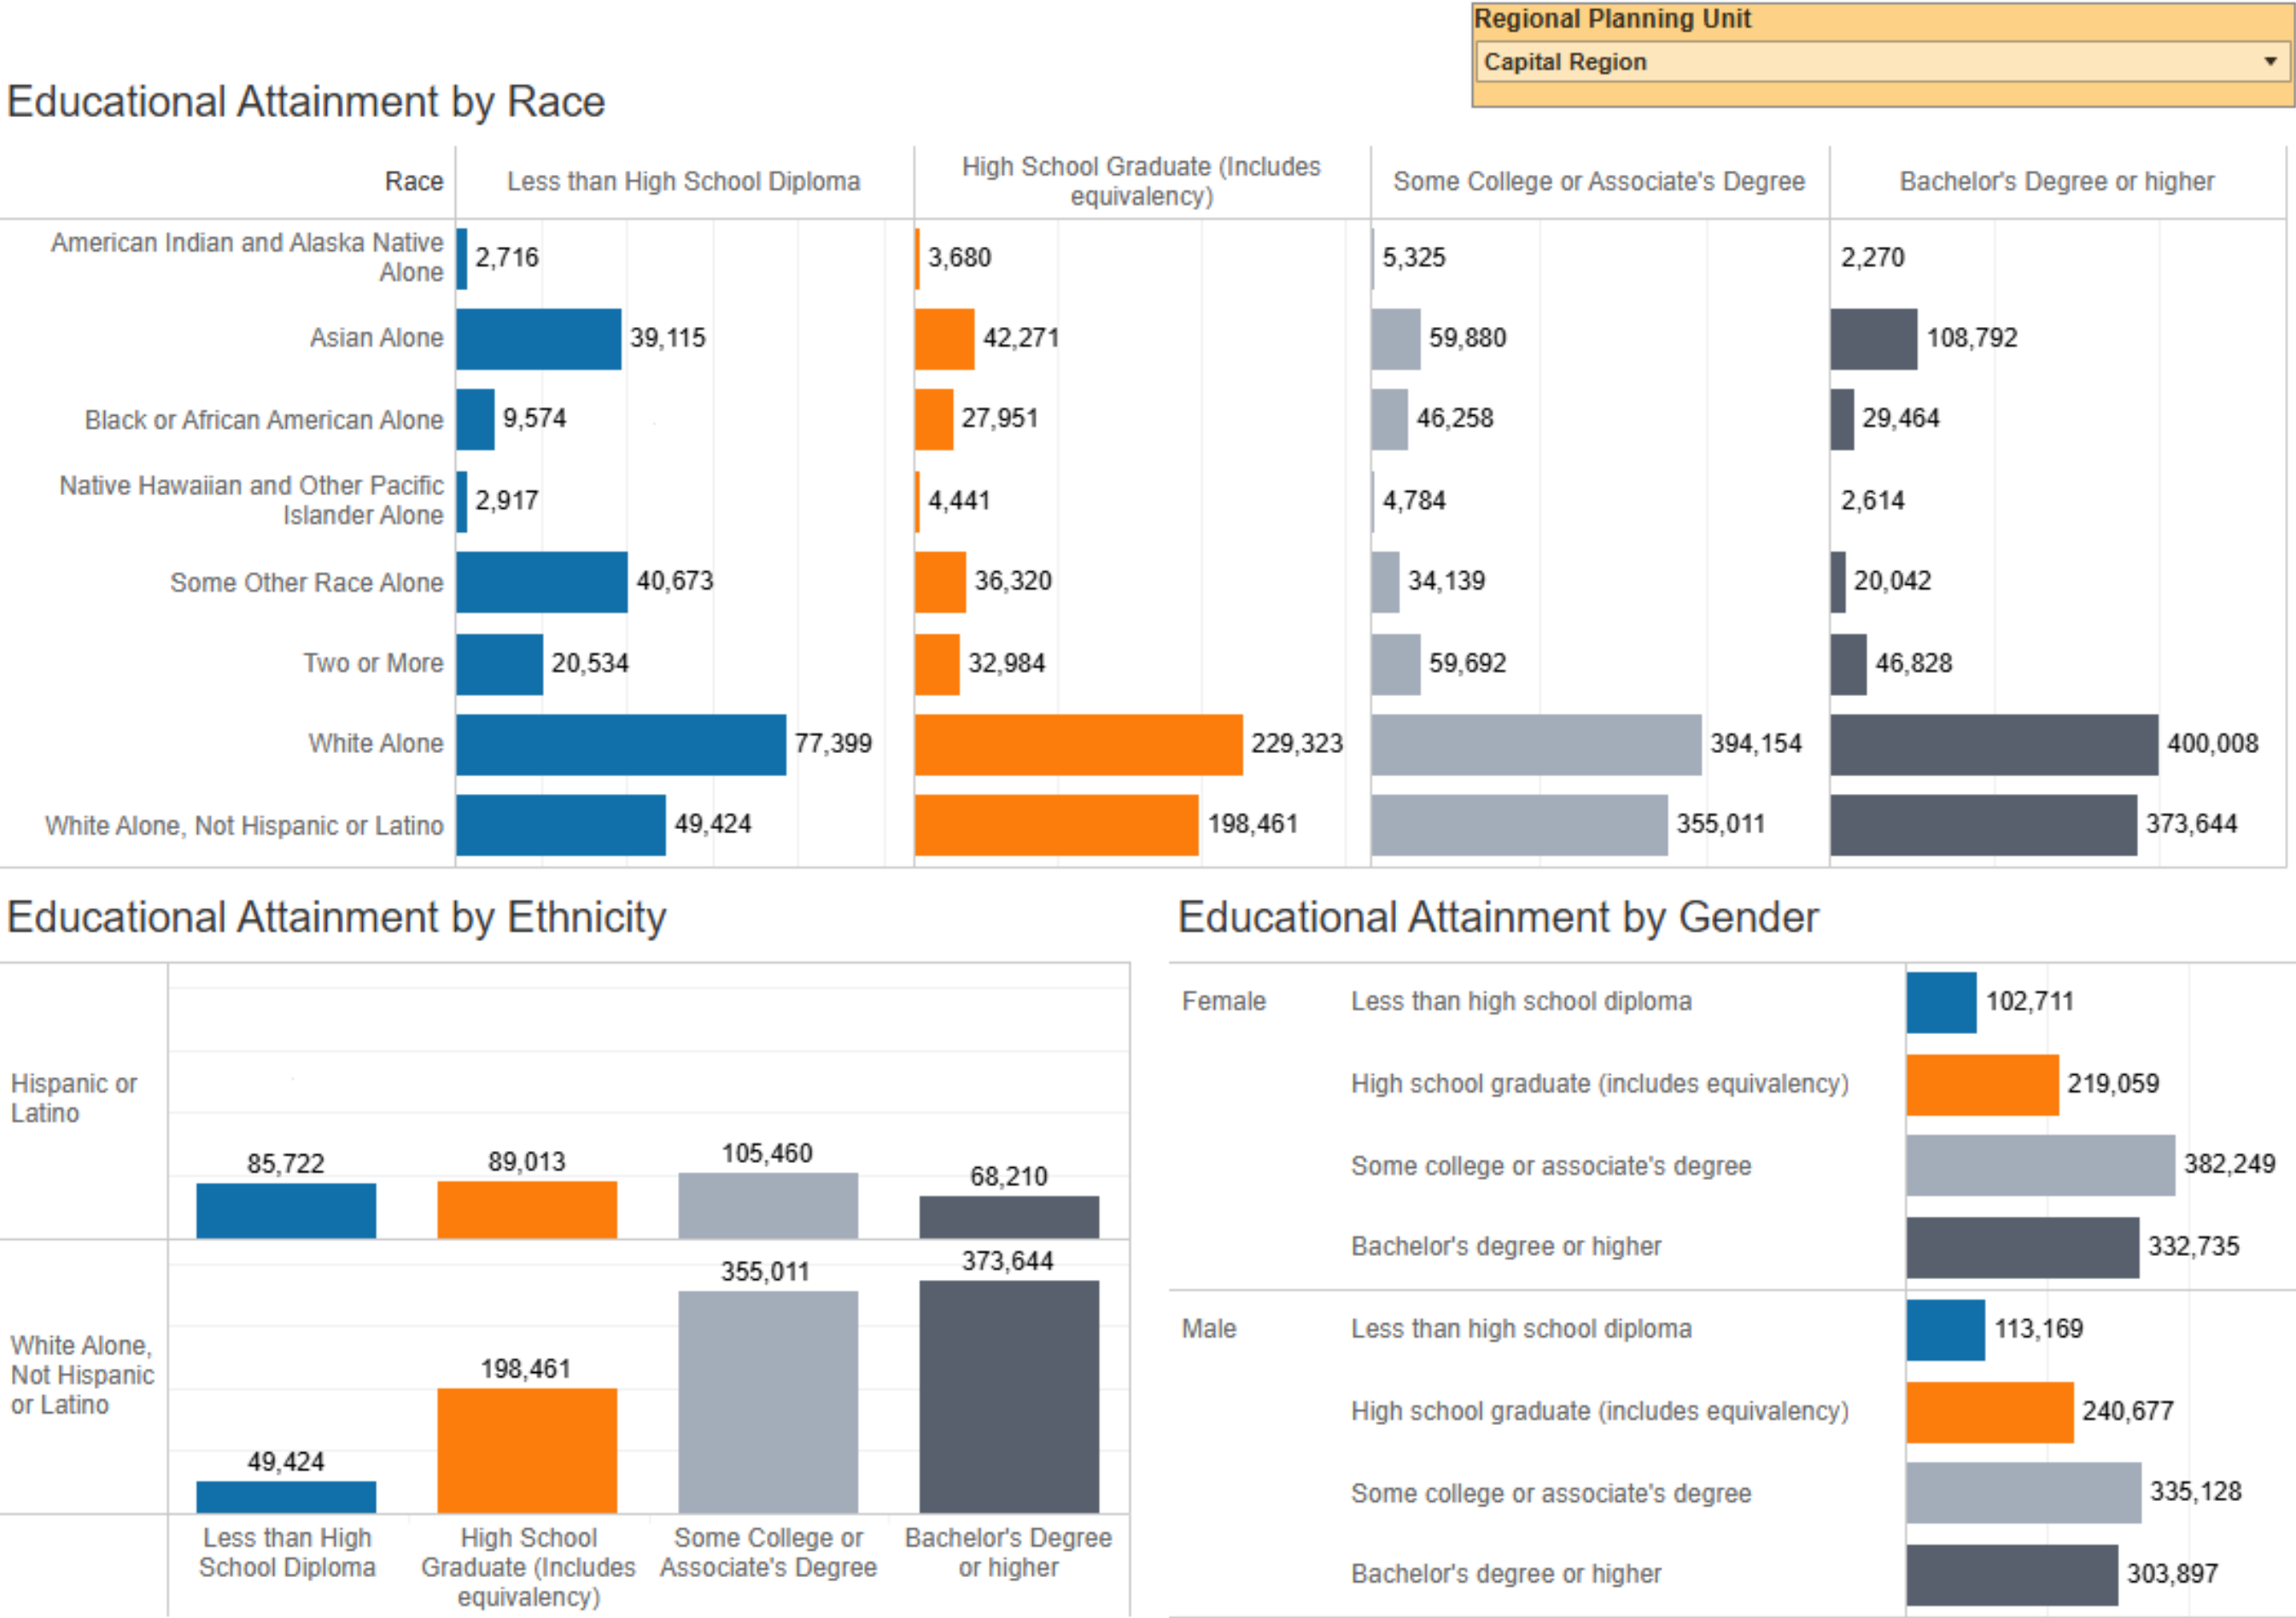 Regional Planning Unit
Capital Region
Educational Attainment by Race
Race
Less than High School Diploma
High School Graduate (Includes
equivalency)
Some College or Associate's Degree
Bachelor's Degree or higher
American Indian and Alaska Native
Alone
2,716
3,680
5,325
2,270
Asian Alone
39,115
42,271
59,880
108,792
Black or African American Alone
9,574
27,951
46,258
29,464
Native Hawaiian and Other Pacific
Islander Alone
2,917
4,441
4,784
2,614
Some Other Race Alone
40,673
36,320
34,139
20,042
Two or More
20,534
32,984
59,692
46,828
White Alone
77,399
229,323
394,154
400,008
White Alone, Not Hispanic or Latino
49,424
198,461
355,011
373,644
Educational Attainment by Ethnicity
Hispanic or
Latino
85,722
89,013
105,460
68,210
White Alone,
Not Hispanic
or Latino
49,424
198,461
355,011
373,644
Less than High
School Diploma
High School
Graduate (Includes
equivalency)
Some College or
Associate's Degree
Bachelor's Degree
or higher
Educational Attainment by Gender
Female
Less than high school diploma
102,711
High school graduate (includes equivalency)
219,059
Some college or associate's degree
382,249
Bachelor's degree or higher
332,735
Male
Less than high school diploma
113,169
High school graduate (includes equivalency)
240,677
Some college or associate's degree
335,128
Bachelor's degree or higher
303,897